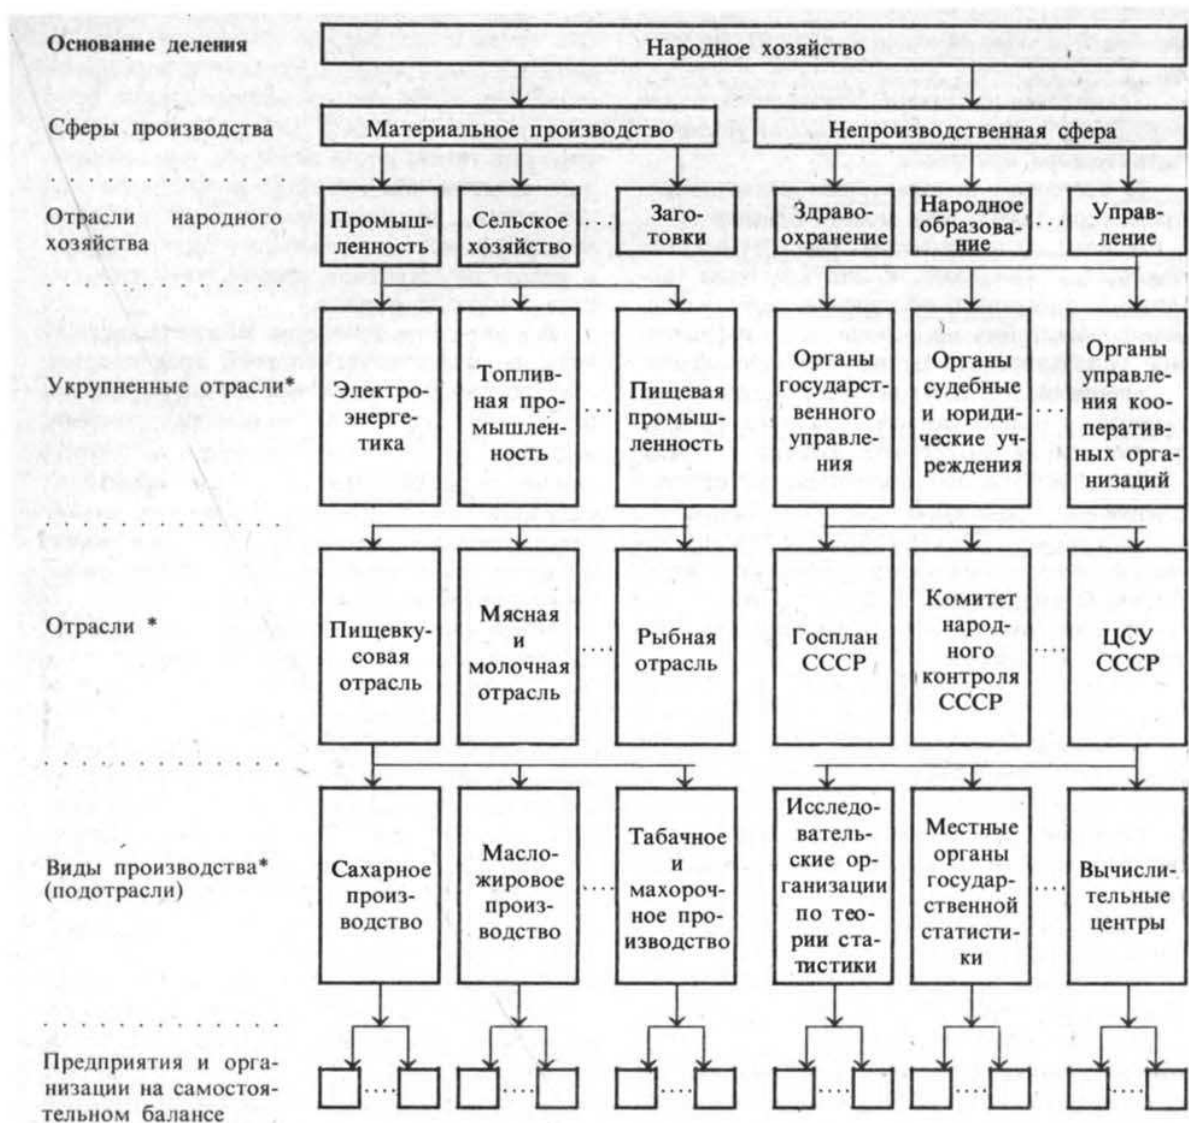 Основание деления
Народное хозяйство
Сферы производства
Материальное производство
Непроизводственная сфера
Отрасли народного
хозяйства
Промыш-
ленность
Сельское
хозяйство
Заго-
товки
Здраво-
охранение
Народное
образова-
ние
Управ-
ление
Укрупненные отрасли*
Электро-
энерге-
тика
Топлив-
ная про-
мышлен-
ность
Пищевая
промыш-
ленность
Органы
государст-
венного
управле-
ния
Органы
судебные
и юриди-
ческие уч-
реждения
Органы
управле-
ния коо-
ператив-
ных орга-
низаций
Отрасли *
Пищевку-
совая
отрасль
Мясная
и
молочная
отрасль
Рыбная
отрасль
Госплан
СССР
Комитет
народ-
ного
контроля
СССР
ЦСУ
СССР
Виды производства*
(подотрасли)
Сахарное
произ-
водство
Масло-
жировое
произ-
водство
Табачное
и
махороч-
ное про-
изводство
Исследо-
ватель-
ские ор-
ганизации
по тео-
рии ста-
тистики
Местные
органы
государ-
ственной
статисти-
ки
Вычисли-
тельные
центры
Предприятия и орга-
низации на самостоя-
тельном балансе